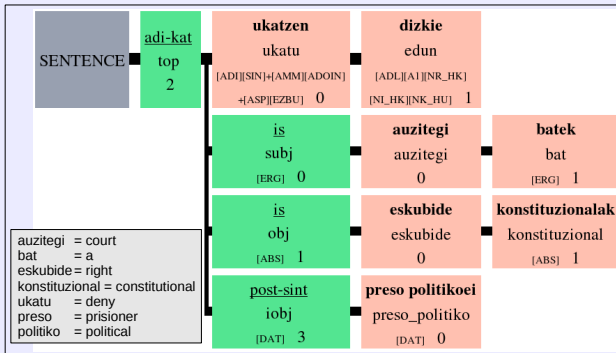 SENTENCE
adi-kat
top
2
ukatzen
ukatu
[ADI][SIN]+[AMM][ADOIN]
+[ASP][EZBU] 0
dizkie
edun
[ADL][A1][NR_HK]
[NI_HK][NK_HU] 1
is
subj
[ERG] 0
auzitegi
auzitegi
0
batek
bat
[ERG] 1
is
obj
[ABS] 1
eskubide
eskubide
0
konstituzionalak
konstituzional
[ABS] 1
post-sint
iobj
[DAT] 3
preso politikoei
preso_politiko
[DAT] 0
auzitegi = court
bat = a
eskubide = right
konstituzional = constitutional
ukatu = deny
preso = prisioner
politiko = political